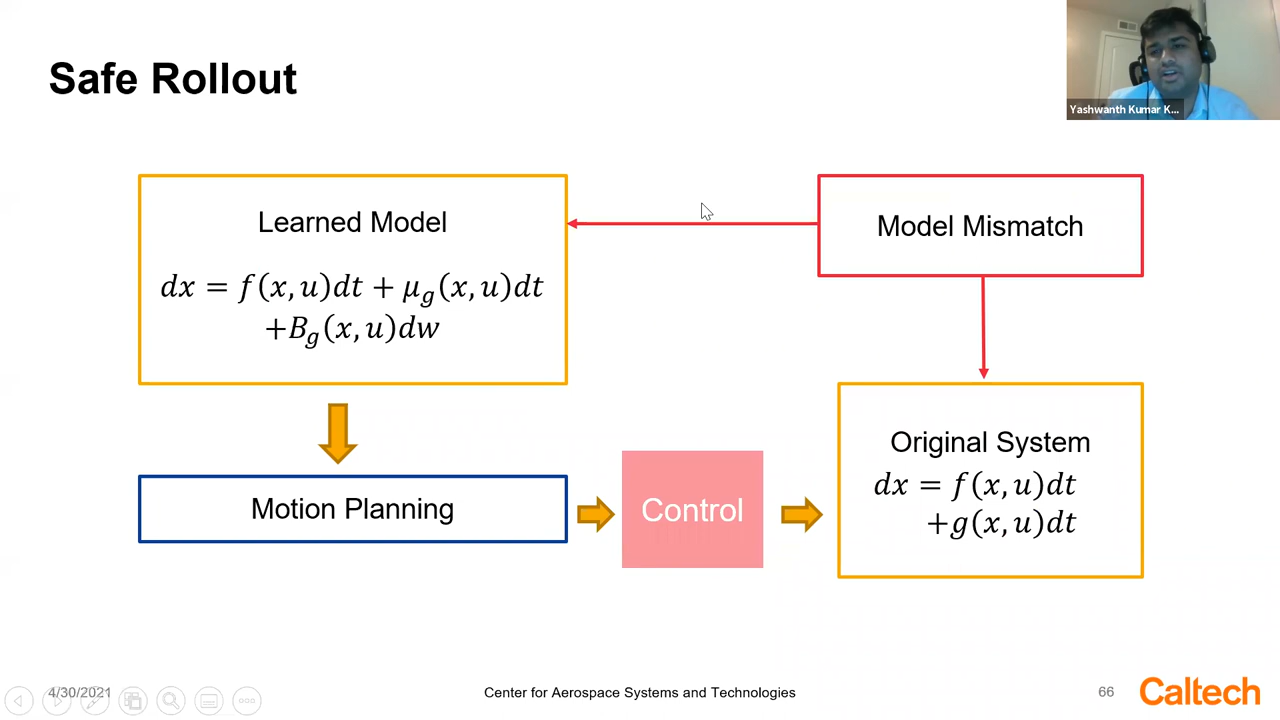 Safe Rollout
Yashwanth Kumar K...
Learned Model
dx = f(x, u)dt + μ_g(x, u)dt
+B_g(x, u)dw
Model Mismatch
Motion Planning
Control
Original System
dx = f(x, u)dt
+g(x, u)dt
4/30/2021
Center for Aerospace Systems and Technologies
66
Caltech